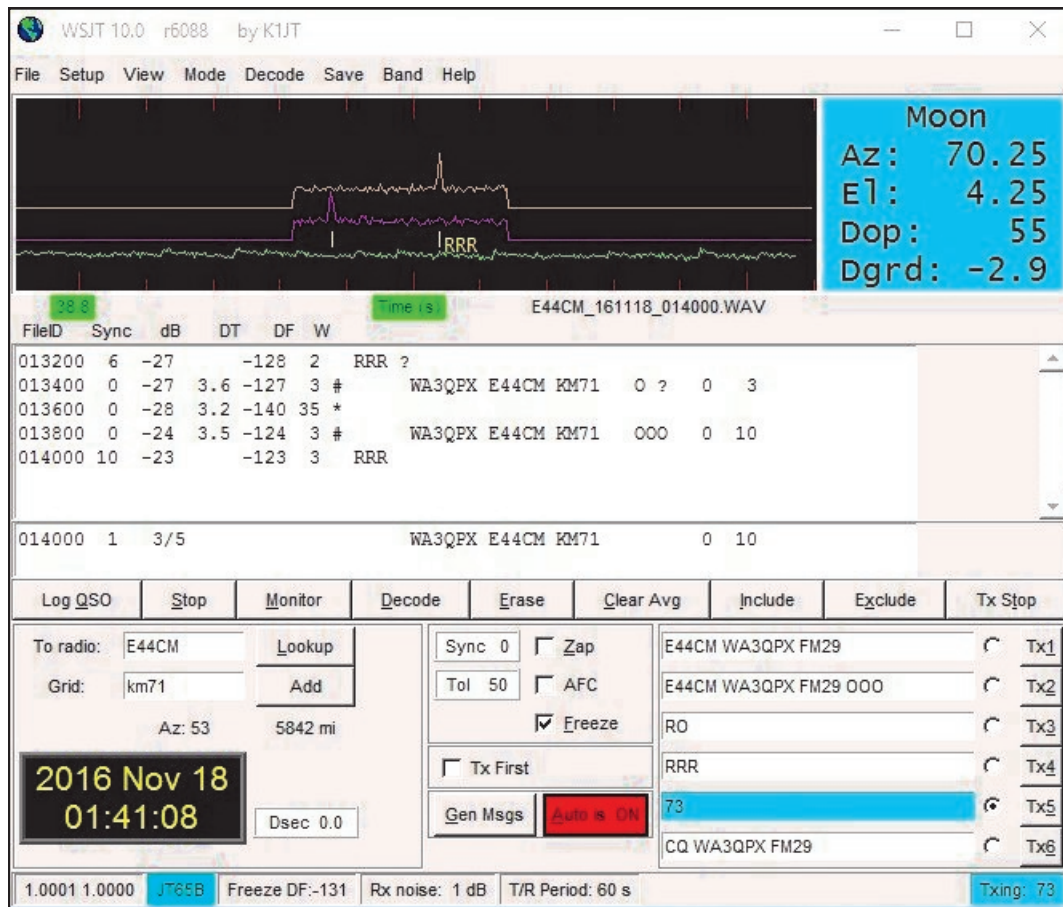 WSJT 10.0 r6088 by K1JT
File Setup View Mode Decode Save Band Help
RRR
Moon
Az: 70.25
El: 4.25
Dop: 55
Dgrd: -2.9
38.8 Time (s) E44CM_161118_014000.WAV
FileID Sync dB DT DF W
013200 6 -27 -128 2 RRR ?
013400 0 -27 3.6 -127 3 # WA3QPX E44CM KM71 O ? 0 3
013600 0 -28 3.2 -140 35 *
013800 0 -24 3.5 -124 3 # WA3QPX E44CM KM71 OOO 0 10
014000 10 -23 -123 3 RRR
014000 1 3/5 WA3QPX E44CM KM71 0 10
Log QSO Stop Monitor Decode Erase Clear Avg Include Exclude Tx Stop
To radio: E44CM Lookup
Grid: km71 Add
Az: 53 5842 mi
2016 Nov 18
01:41:08
Dsec 0.0
Sync 0 Zap
Tol 50 AFC
Freeze
Tx First
Gen Msgs Auto is ON
E44CM WA3QPX FM29 Tx1
E44CM WA3QPX FM29 OOO Tx2
RO Tx3
RRR Tx4
73 Tx5
CQ WA3QPX FM29 Tx6
1.0001 1.0000 JT65B Freeze DF:-131 Rx noise: 1 dB T/R Period: 60 s Txing: 73